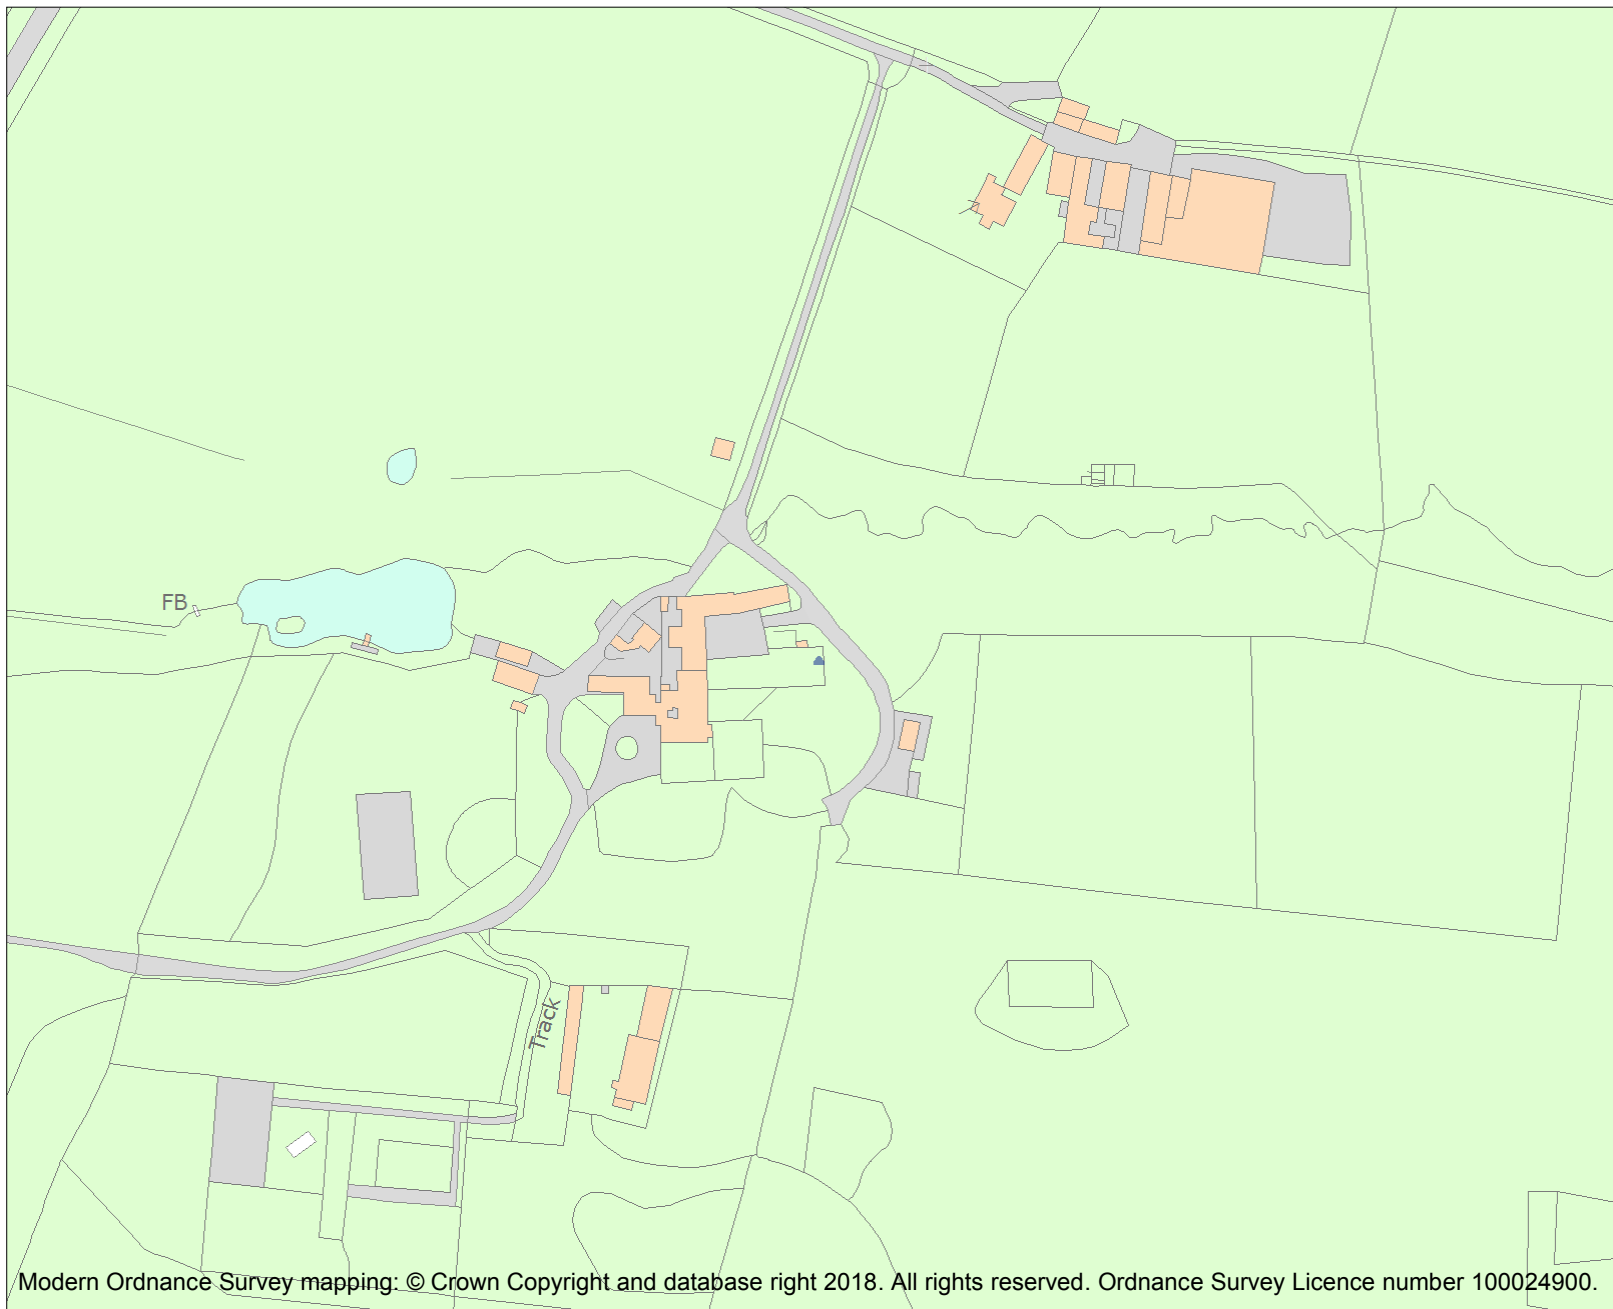 FB
Track
Modern Ordnance Survey mapping: © Crown Copyright and database right 2018. All rights reserved. Ordnance Survey Licence number 100024900.